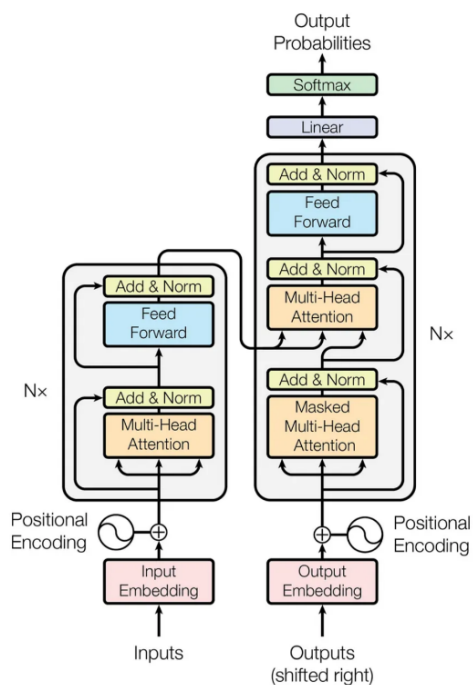 Output
Probabilities
Softmax
Linear
Add & Norm
Feed
Forward
Add & Norm
Multi-Head
Attention
Add & Norm
Masked
Multi-Head
Attention
Nx
Add & Norm
Feed
Forward
Add & Norm
Multi-Head
Attention
Nx
Positional
Encoding
Positional
Encoding
Input
Embedding
Output
Embedding
Inputs
Outputs
(shifted right)